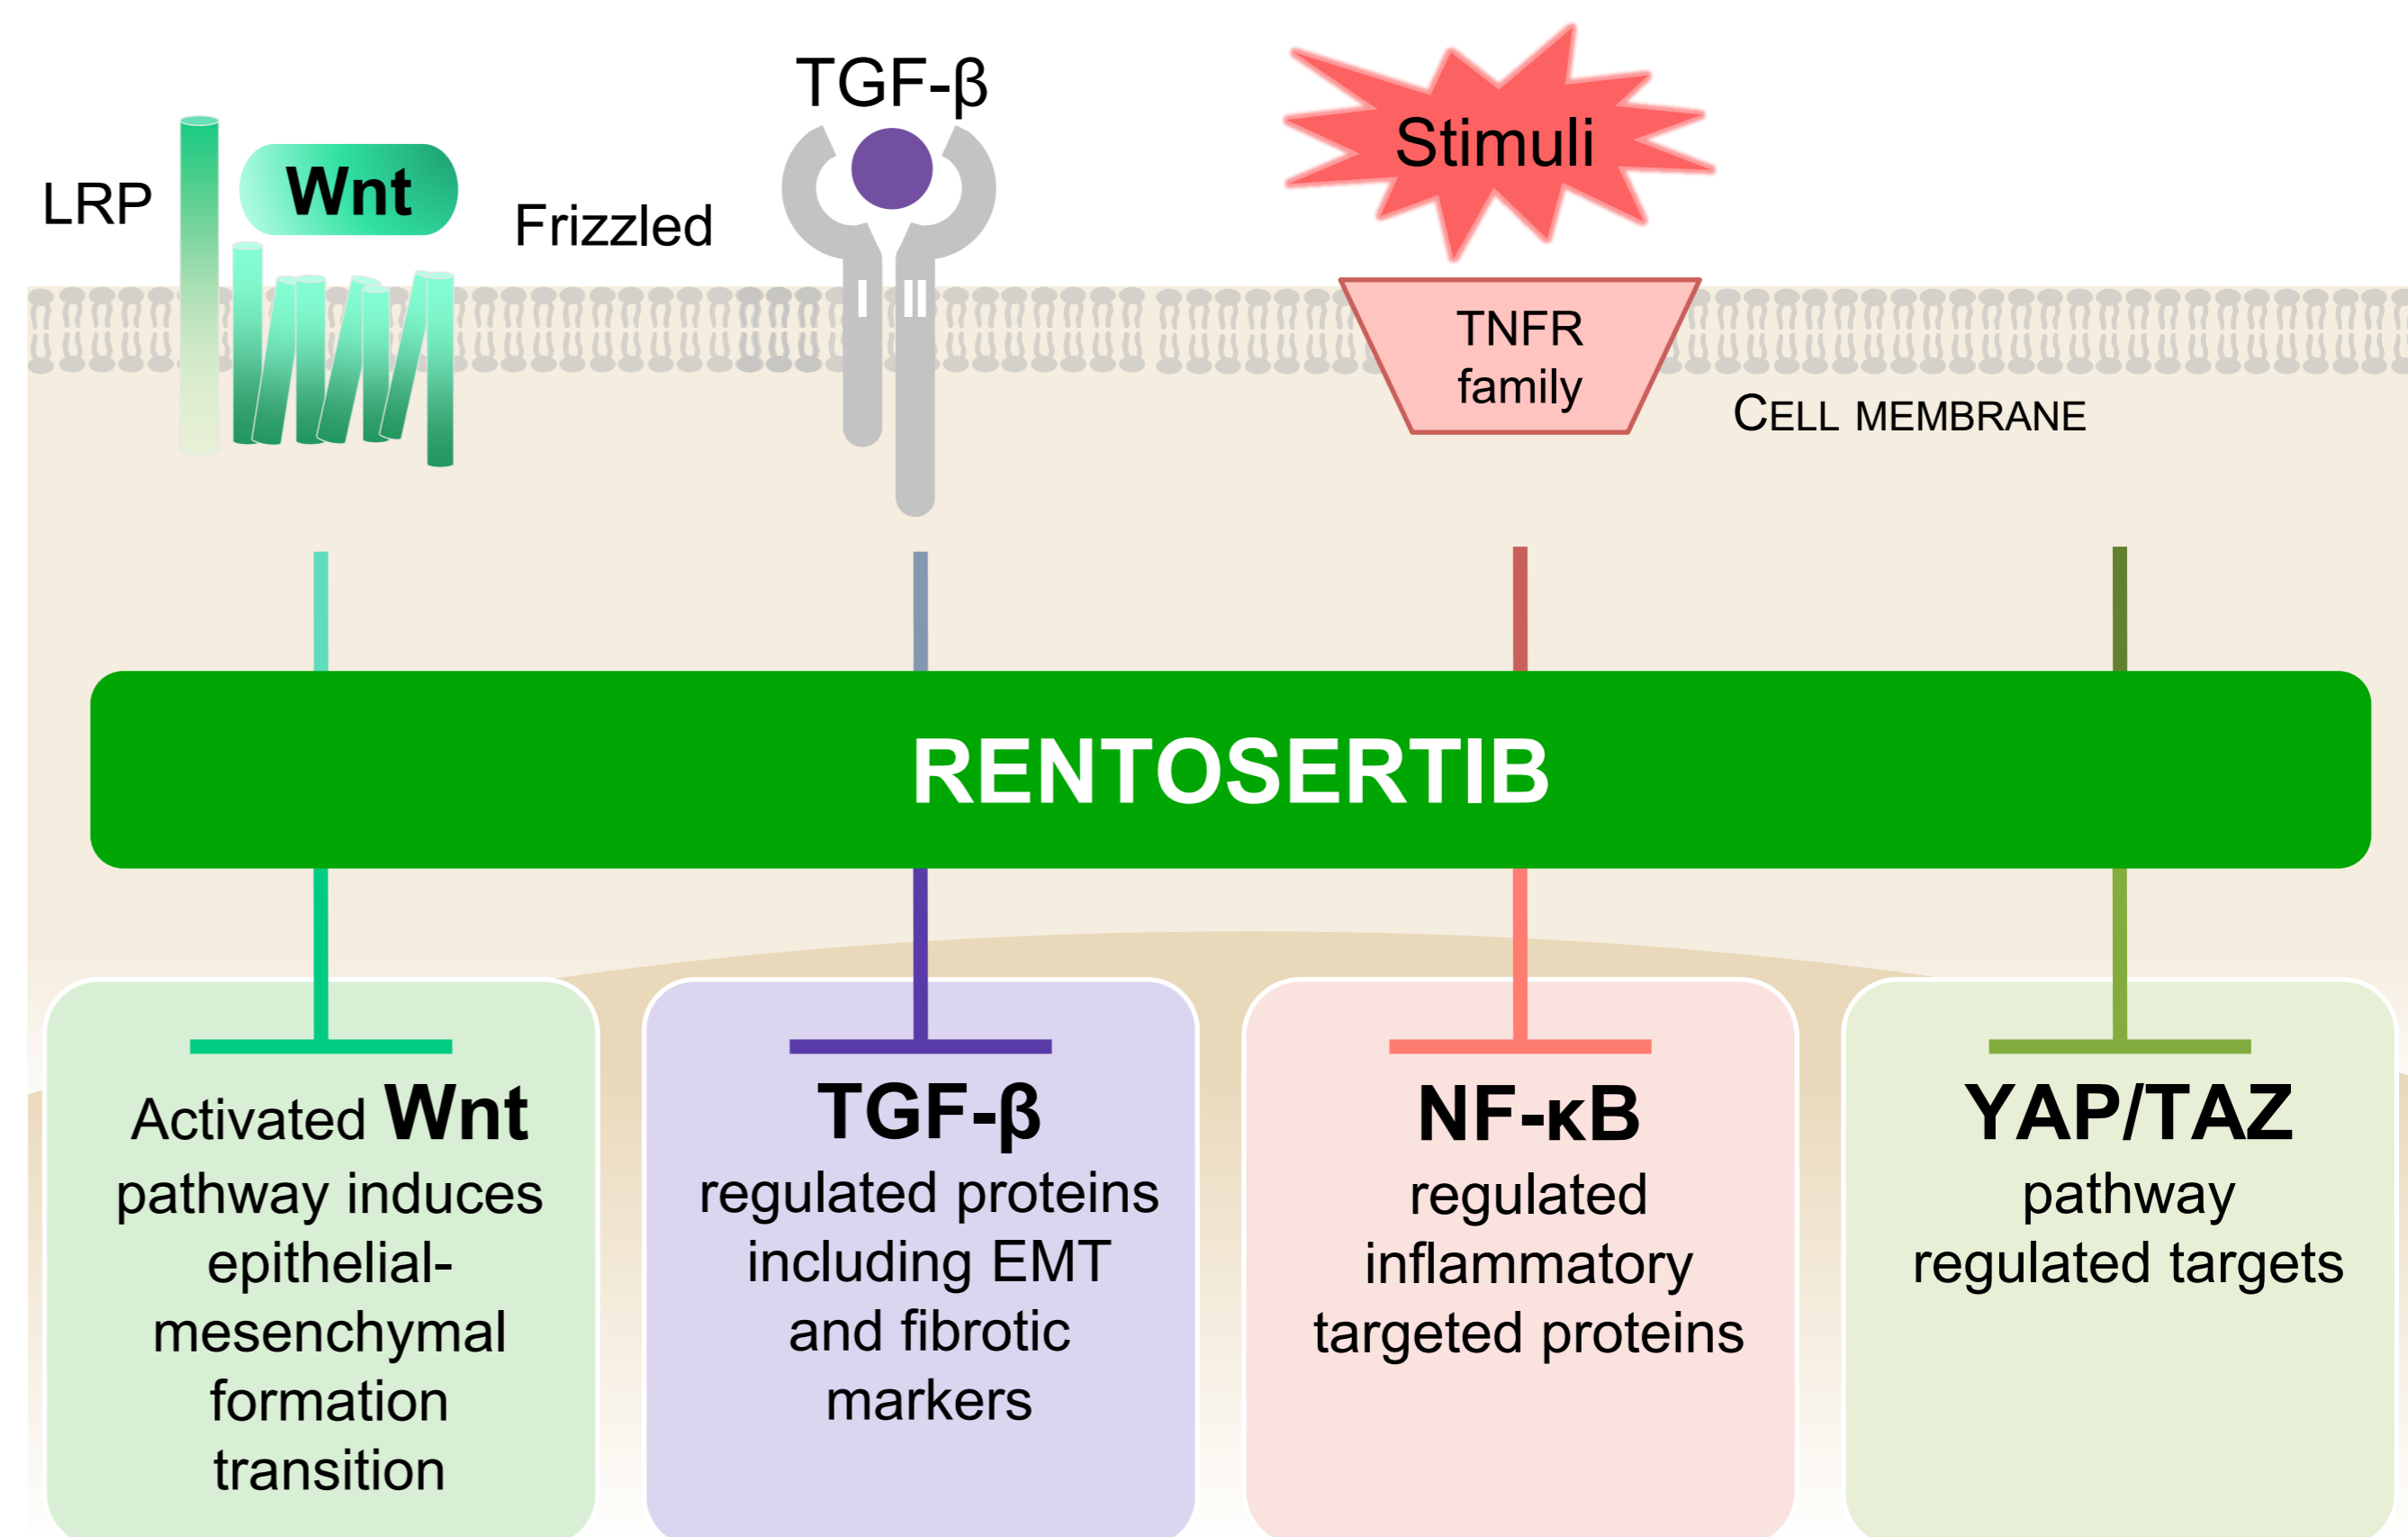 TGF-β
Stimuli
LRP
Wnt
Frizzled
I
II
TNFR
family
CELL MEMBRANE
RENTOSERTIB
Activated Wnt
pathway induces
epithelial-
mesenchymal
formation
transition
TGF-β
regulated proteins
including EMT
and fibrotic
markers
NF-κB
regulated
inflammatory
targeted proteins
YAP/TAZ
pathway
regulated targets